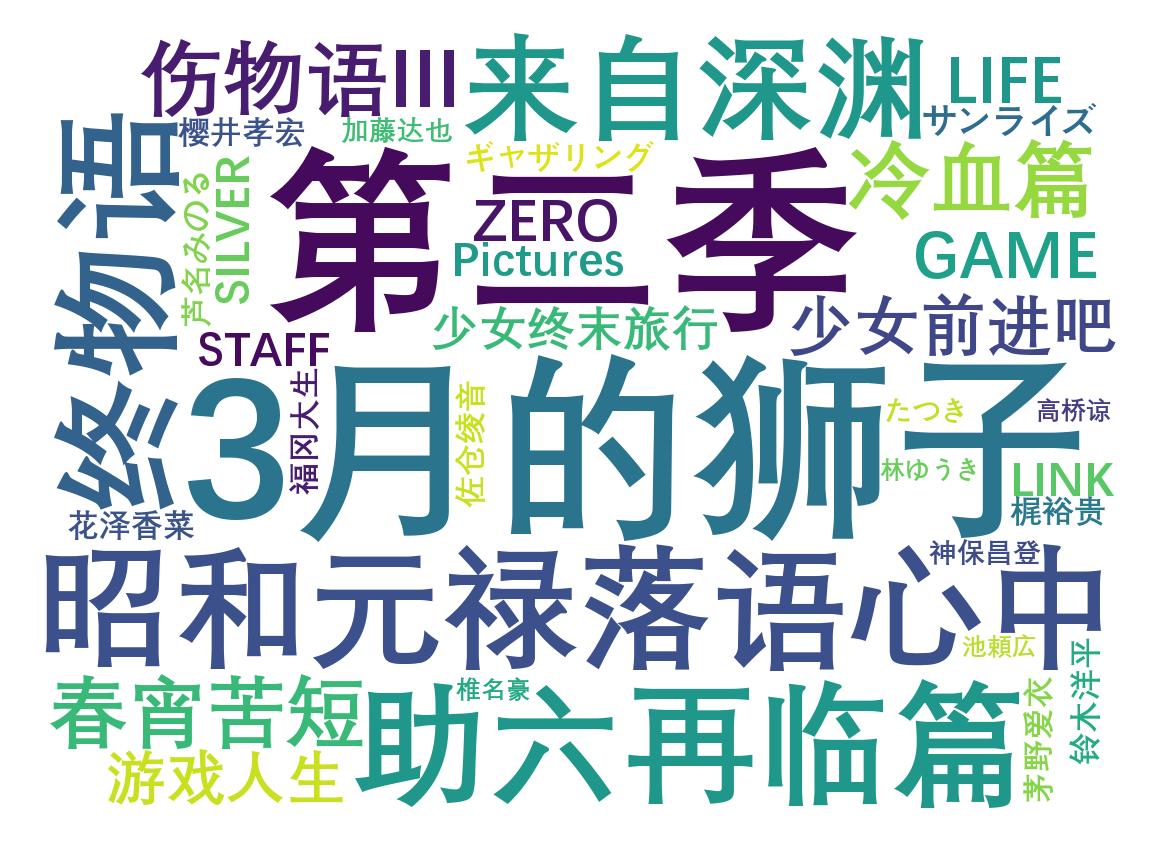 伤物语III
来自深渊
LIFE
サンライズ
樱井孝宏
加藤达也
ギャザリング
冷血篇
终物语
芦名みのる
SILVER
第二季
ZERO
Pictures
GAME
少女终末旅行
少女前进吧
STAFF
3月的狮子
福冈大生
佐仓绫音
たつき
高桥谅
林ゆうき
LINK
梶裕贵
花泽香菜
昭和元禄落语心中
神保昌登
池頼広
春宵苦短
椎名豪
助六再临篇
茅野爱衣
铃木洋平
游戏人生